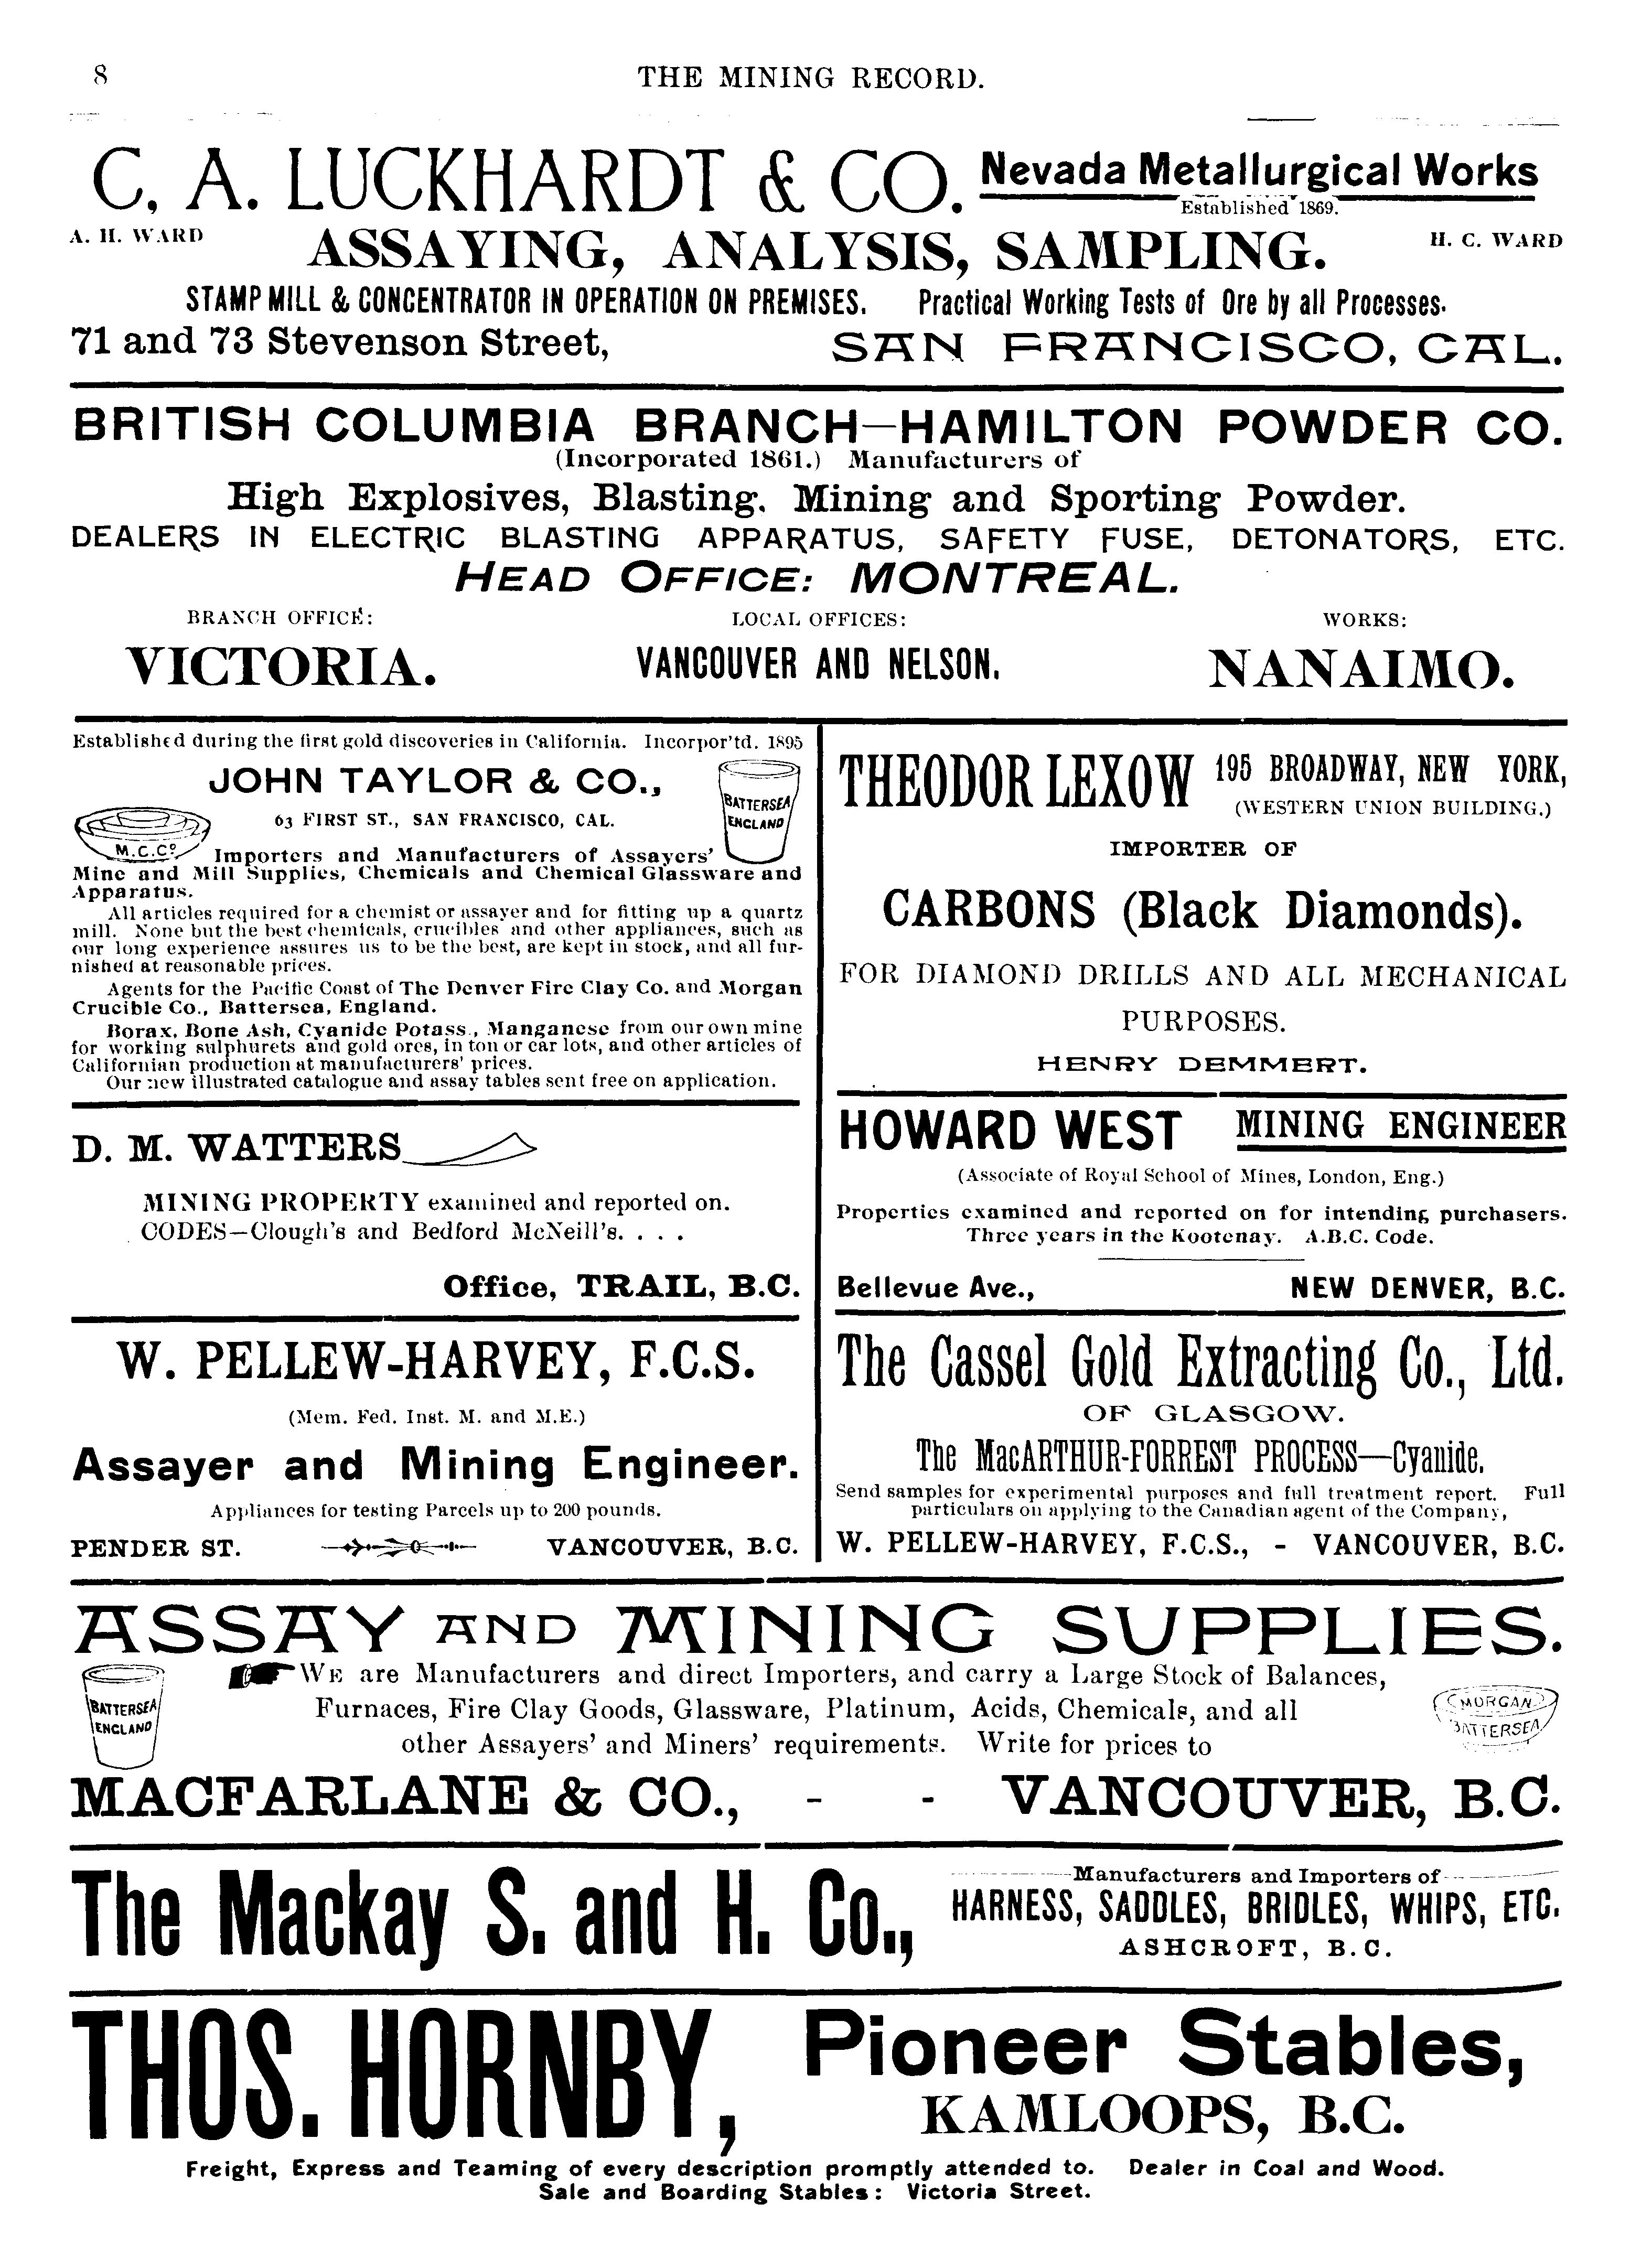 8
THE MINING RECORD.
C. A. LUCKHARDT & CO. Nevada Metallurgical Works
Established 1869.
A. H. WARD
ASSAYING, ANALYSIS, SAMPLING.
H. C. WARD
STAMP MILL & CONCENTRATOR IN OPERATION ON PREMISES. Practical Working Tests of Ore by all Processes.
71 and 73 Stevenson Street, SAN FRANCISCO, CAL.
BRITISH COLUMBIA BRANCH—HAMILTON POWDER CO.
(Incorporated 1861.) Manufacturers of
High Explosives, Blasting. Mining and Sporting Powder.
DEALERS IN ELECTRIC BLASTING APPARATUS, SAFETY FUSE, DETONATORS, ETC.
HEAD OFFICE: MONTREAL.
BRANCH OFFICE: LOCAL OFFICES: WORKS:
VICTORIA. VANCOUVER AND NELSON. NANAIMO.
Established during the first gold discoveries in California. Incorpor'td. 1895
JOHN TAYLOR & CO.,
63 FIRST ST., SAN FRANCISCO, CAL.
BATTERSEA
ENGLAND
M.C.Co.
Importers and Manufacturers of Assayers'
Mine and Mill Supplies, Chemicals and Chemical Glassware and
Apparatus.
All articles required for a chemist or assayer and for fitting up a quartz
mill. None but the best chemicals, crucibles and other appliances, such as
our long experience assures us to be the best, are kept in stock, and all fur-
nished at reasonable prices.
Agents for the Pacific Coast of The Denver Fire Clay Co. and Morgan
Crucible Co., Battersea, England.
Borax, Bone Ash, Cyanide Potass., Manganese from our own mine
for working sulphurets and gold ores, in ton or car lots, and other articles of
Californian production at manufacturers' prices.
Our new illustrated catalogue and assay tables sent free on application.
D. M. WATTERS
MINING PROPERTY examined and reported on.
CODES—Clough's and Bedford McNeill's. . . .
Office, TRAIL, B.C.
W. PELLEW-HARVEY, F.C.S.
(Mem. Fed. Inst. M. and M.E.)
Assayer and Mining Engineer.
Appliances for testing Parcels up to 200 pounds.
PENDER ST. VANCOUVER, B.C.
THEODOR LEXOW 195 BROADWAY, NEW YORK,
(WESTERN UNION BUILDING.)
IMPORTER OF
CARBONS (Black Diamonds).
FOR DIAMOND DRILLS AND ALL MECHANICAL
PURPOSES.
HENRY DEMMERT.
HOWARD WEST MINING ENGINEER
(Associate of Royal School of Mines, London, Eng.)
Properties examined and reported on for intending purchasers.
Three years in the Kootenay. A.B.C. Code.
Bellevue Ave., NEW DENVER, B.C.
The Cassel Gold Extracting Co., Ltd.
OF GLASGOW.
The MacARTHUR-FORREST PROCESS—Cyanide.
Send samples for experimental purposes and full treatment report. Full
particulars on applying to the Canadian agent of the Company,
W. PELLEW-HARVEY, F.C.S., - VANCOUVER, B.C.
ASSAY AND MINING SUPPLIES.
BATTERSEA
ENGLAND
WE are Manufacturers and direct Importers, and carry a Large Stock of Balances,
Furnaces, Fire Clay Goods, Glassware, Platinum, Acids, Chemicals, and all
other Assayers' and Miners' requirements. Write for prices to
MORGAN
BATTERSEA
MACFARLANE & CO., - - VANCOUVER, B.C.
The Mackay S. and H. Co.,
Manufacturers and Importers of
HARNESS, SADDLES, BRIDLES, WHIPS, ETC.
ASHCROFT, B.C.
THOS. HORNBY, Pioneer Stables,
KAMLOOPS, B.C.
Freight, Express and Teaming of every description promptly attended to. Dealer in Coal and Wood.
Sale and Boarding Stables: Victoria Street.